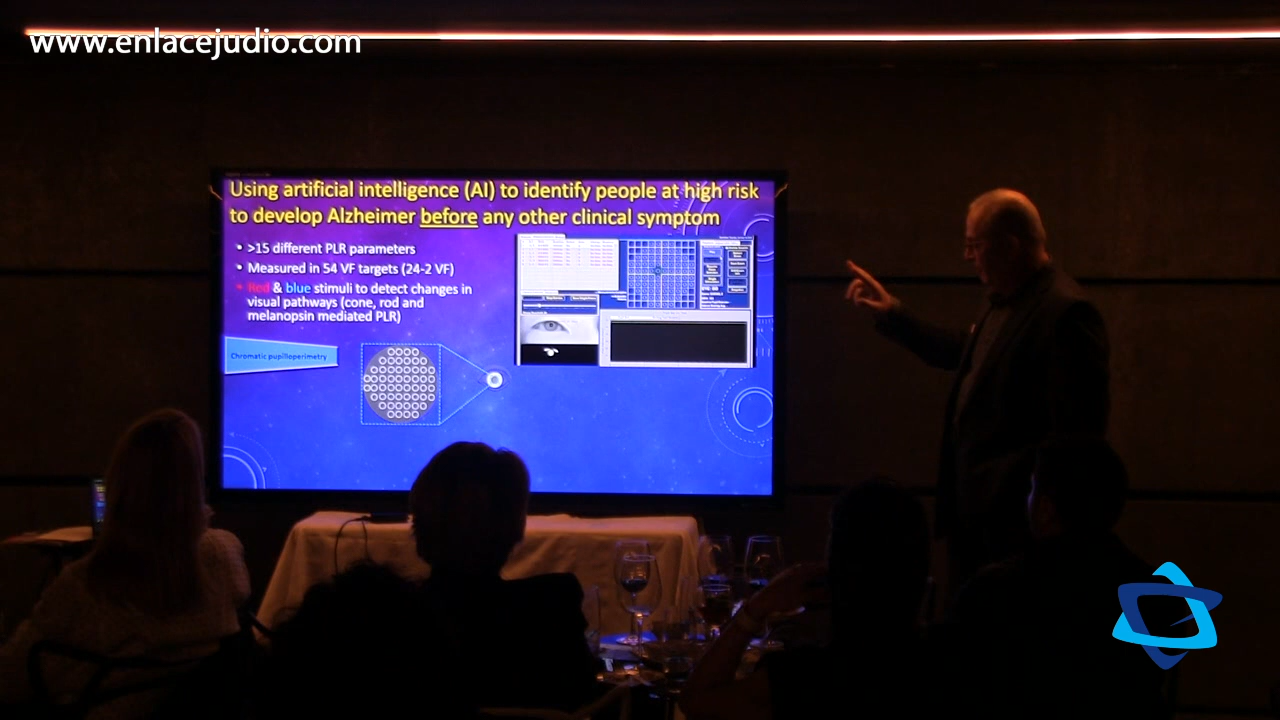 www.enlacejudio.com
Using artificial intelligence (AI) to identify people at high risk
to develop Alzheimer before any other clinical symptom
• >15 different PLR parameters
• Measured in 54 VF targets (24-2 VF)
• Red & blue stimuli to detect changes in
visual pathways (cone, rod and
melanopsin mediated PLR)
Chromatic pupilloperimetry